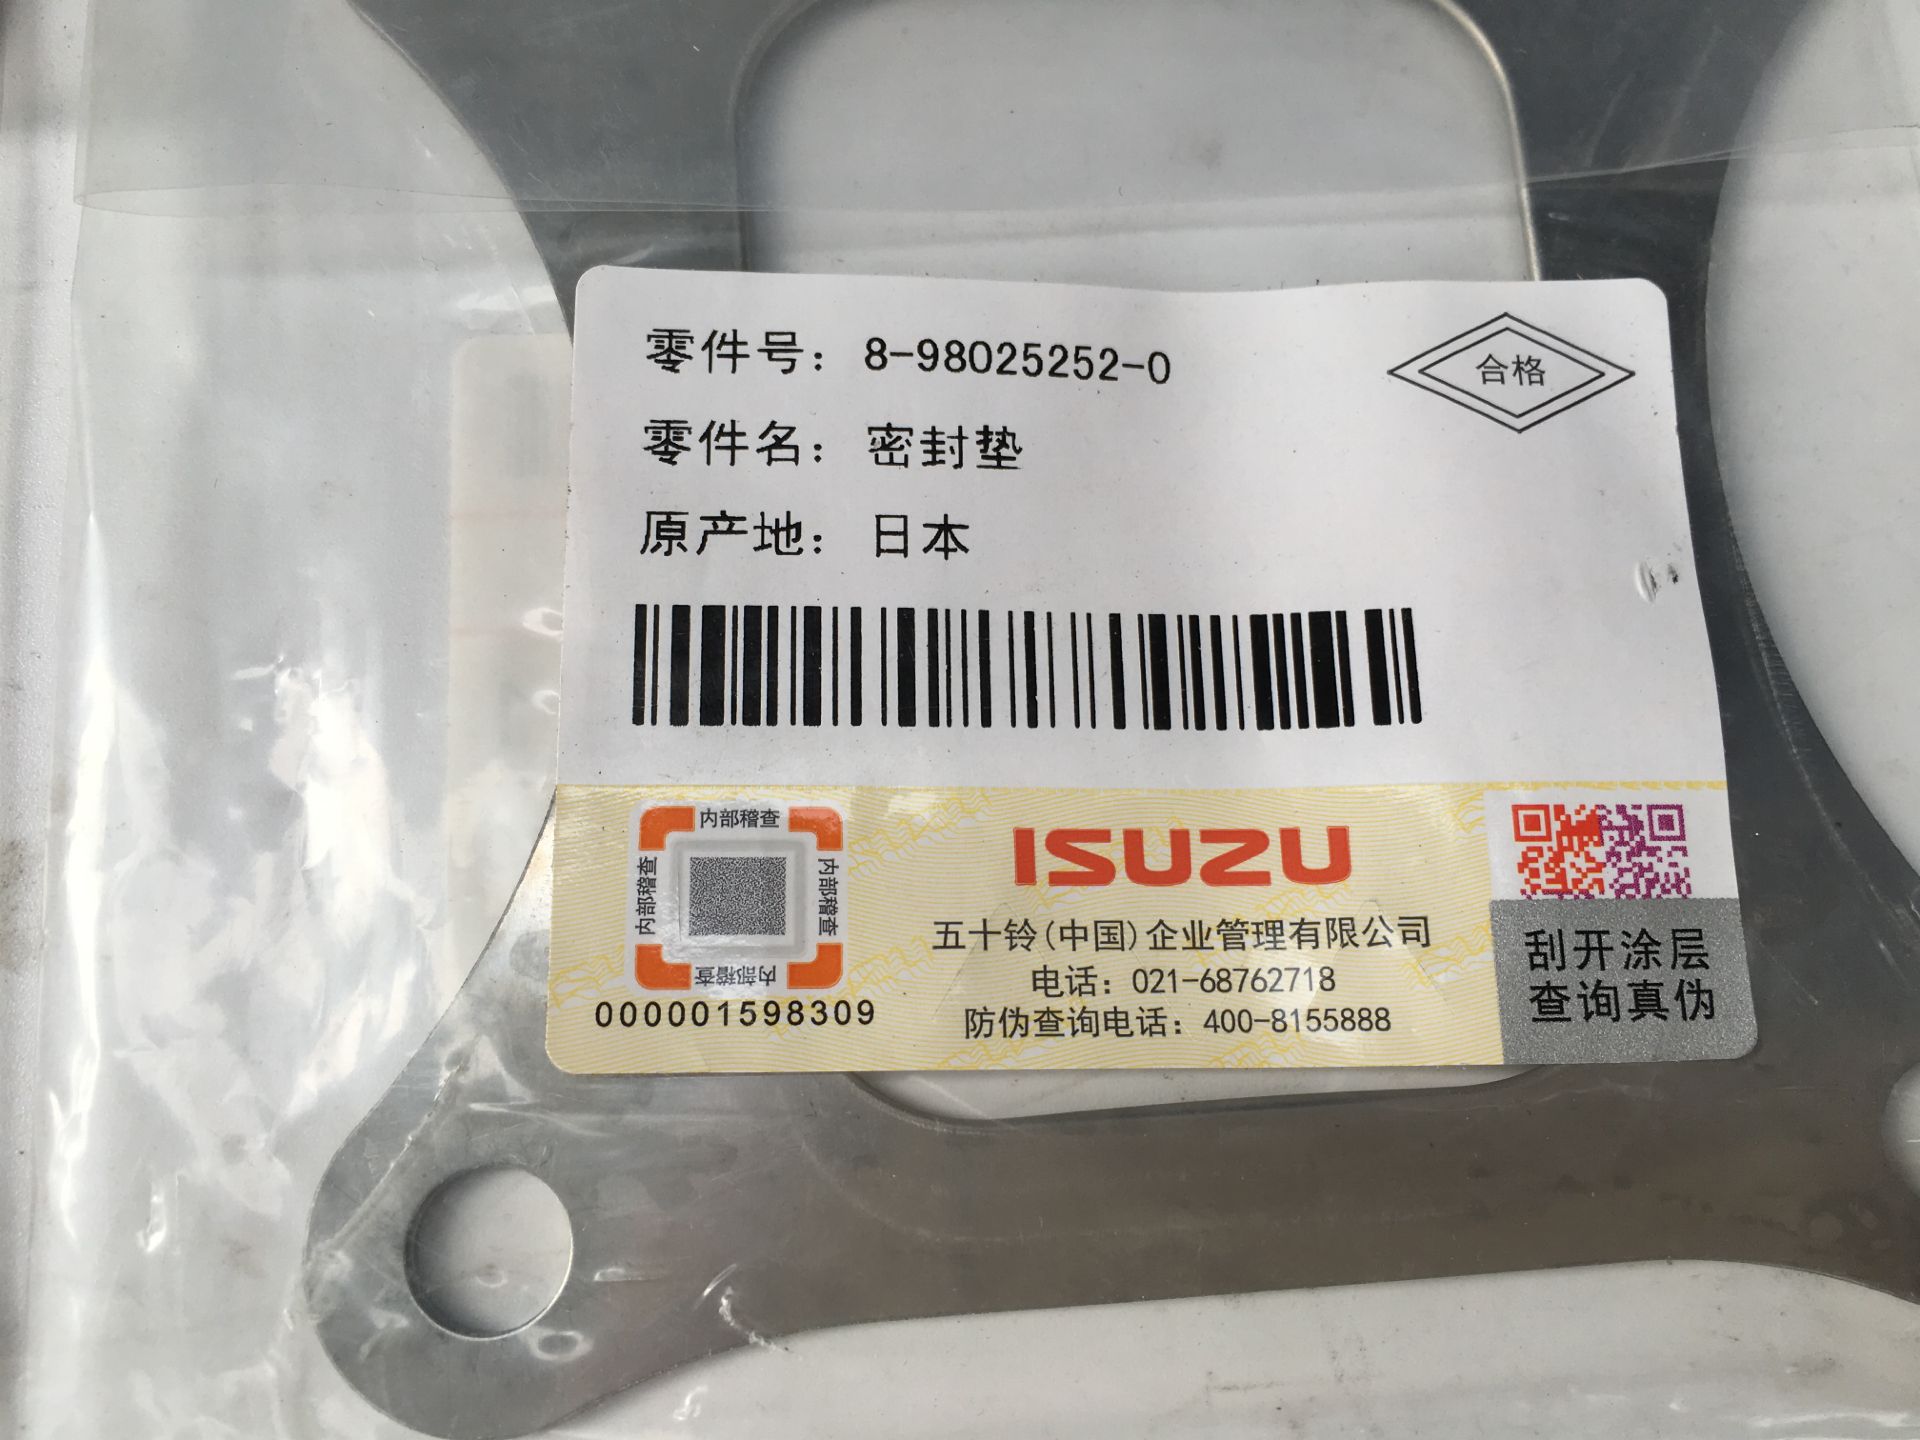 零件号： 8-98025252-0
合格
零件名： 密封垫
原产地： 日本
内部稽查
内部稽查
内部稽查
内部稽查
000001598309
ISUZU
五十铃(中国)企业管理有限公司
电话：021-68762718
防伪查询电话：400-8155888
刮开涂层
查询真伪